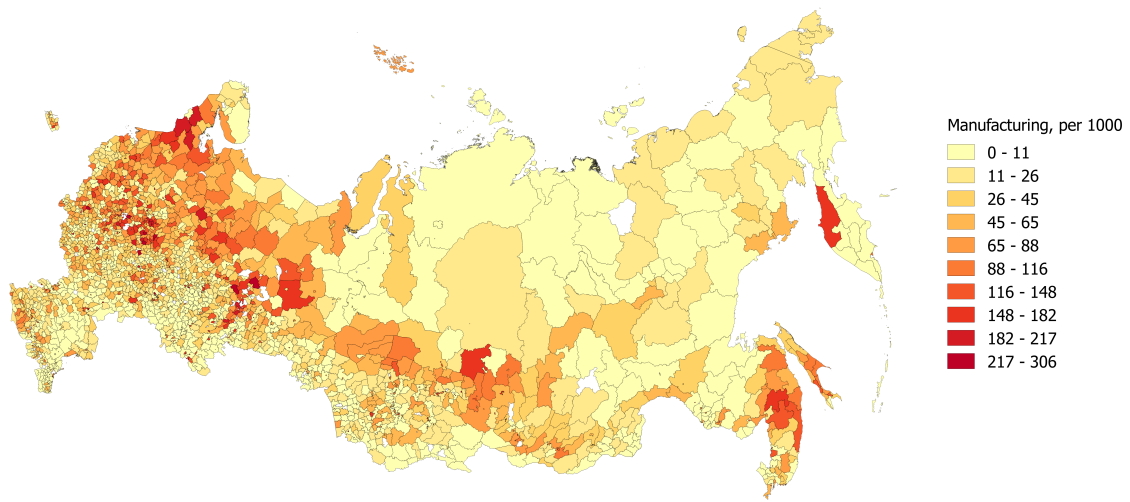 Manufacturing, per 1000
0 - 11
11 - 26
26 - 45
45 - 65
65 - 88
88 - 116
116 - 148
148 - 182
182 - 217
217 - 306